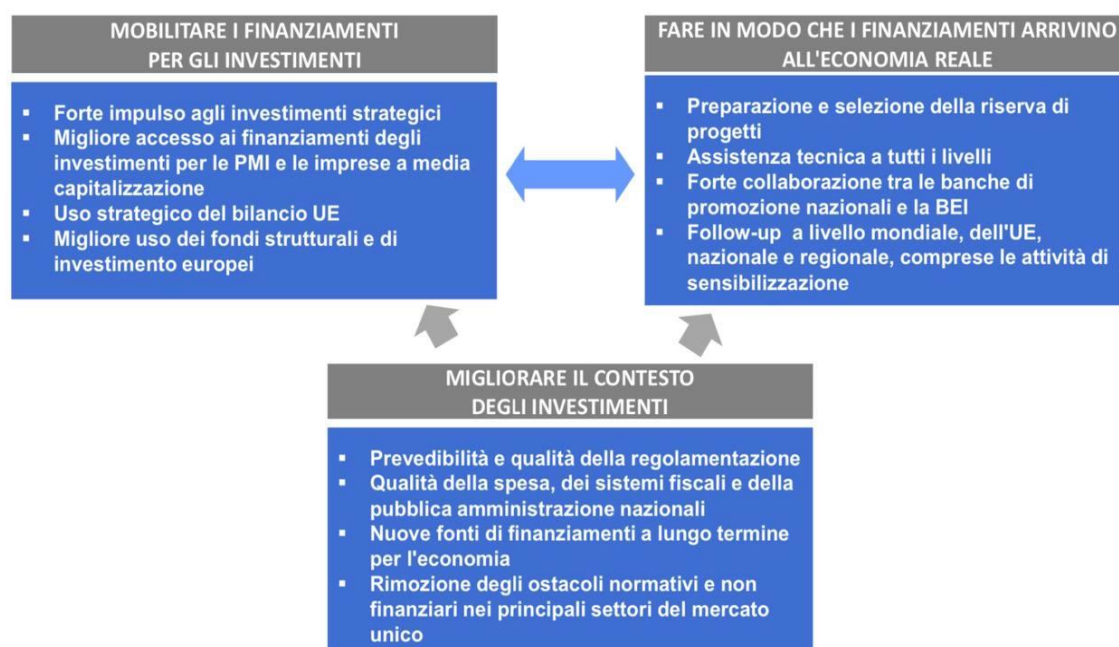 MOBILITARE I FINANZIAMENTI
PER GLI INVESTIMENTI
▪ Forte impulso agli investimenti strategici
▪ Migliore accesso ai finanziamenti degli
investimenti per le PMI e le imprese a media
capitalizzazione
▪ Uso strategico del bilancio UE
▪ Migliore uso dei fondi strutturali e di
investimento europei
FARE IN MODO CHE I FINANZIAMENTI ARRIVINO
ALL'ECONOMIA REALE
▪ Preparazione e selezione della riserva di
progetti
▪ Assistenza tecnica a tutti i livelli
▪ Forte collaborazione tra le banche di
promozione nazionali e la BEI
▪ Follow-up a livello mondiale, dell'UE,
nazionale e regionale, comprese le attività di
sensibilizzazione
MIGLIORARE IL CONTESTO
DEGLI INVESTIMENTI
▪ Prevedibilità e qualità della regolamentazione
▪ Qualità della spesa, dei sistemi fiscali e della
pubblica amministrazione nazionali
▪ Nuove fonti di finanziamenti a lungo termine
per l'economia
▪ Rimozione degli ostacoli normativi e non
finanziari nei principali settori del mercato
unico